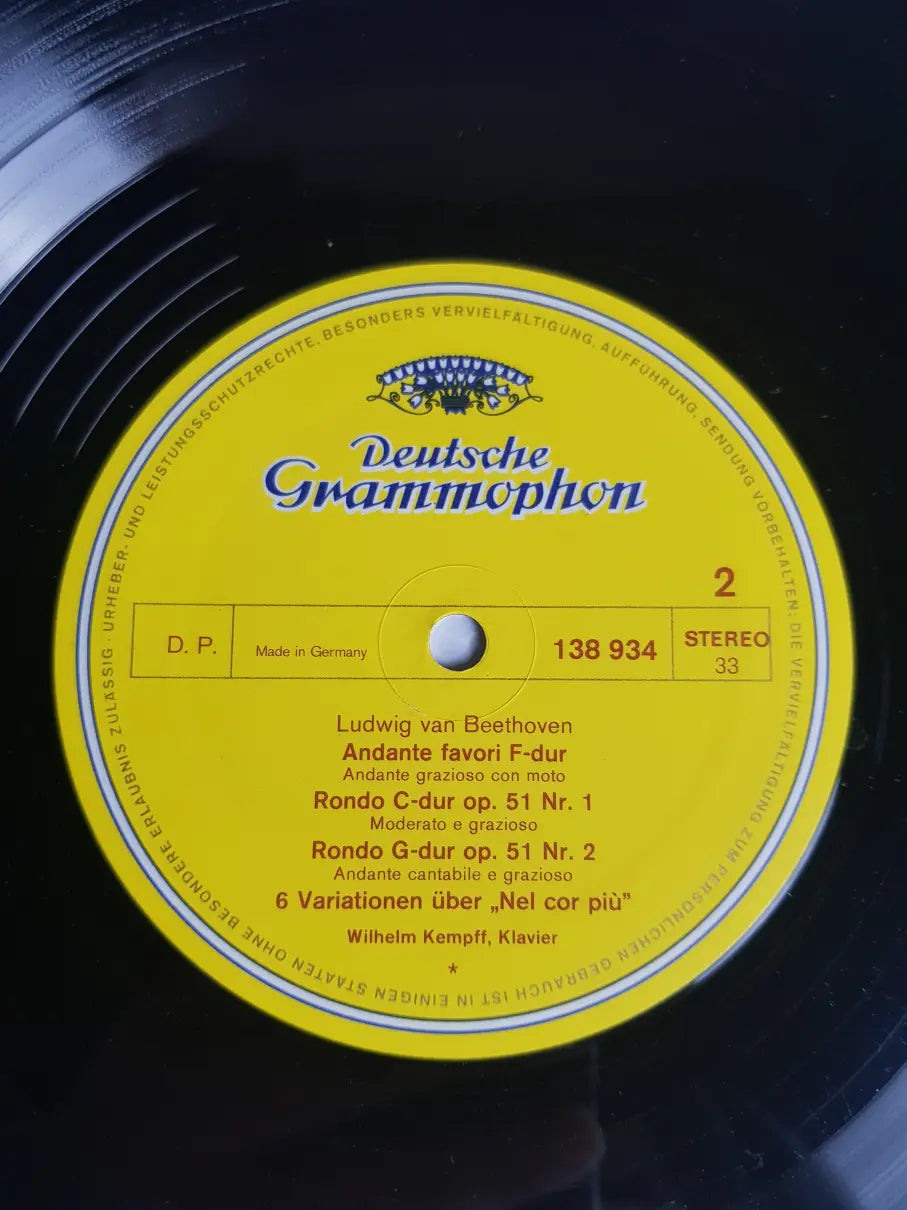 Deutsche
Grammophon
2
D. P.
Made in Germany
138 934
STEREO
33
Ludwig van Beethoven
Andante favori F-dur
Andante grazioso con moto
Rondo C-dur op. 51 Nr. 1
Moderato e grazioso
Rondo G-dur op. 51 Nr. 2
Andante cantabile e grazioso
6 Variationen über „Nel cor più”
Wilhelm Kempff, Klavier
*
URHEBER- UND LEISTUNGSSCHUTZRECHTE, BESONDERS VERVIELFÄLTIGUNG, AUFFÜHRUNG, SENDUNG VORBEHALTEN: DIE VERVIELFÄLTIGUNG ZUM PERSÖNLICHEN GEBRAUCH IST IN EINIGEN STAATEN OHNE BESONDERE ERLAUBNIS ZULÄSSIG ·